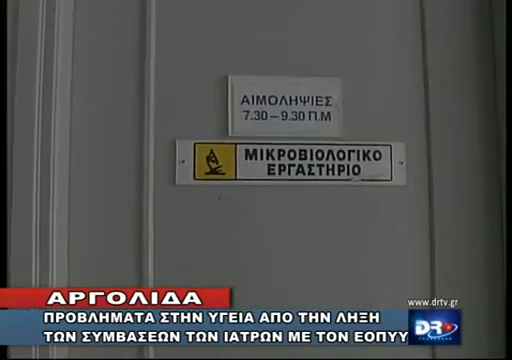 ΑΙΜΟΛΗΨΙΕΣ
7.30 – 9.30 Π.Μ
ΜΙΚΡΟΒΙΟΛΟΓΙΚΟ
ΕΡΓΑΣΤΗΡΙΟ
ΑΡΓΟΛΙΔΑ
www.drtv.gr
ΠΡΟΒΛΗΜΑΤΑ ΣΤΗΝ ΥΓΕΙΑ ΑΠΟ ΤΗΝ ΛΗΞΗ
ΤΩΝ ΣΥΜΒΑΣΕΩΝ ΤΩΝ ΙΑΤΡΩΝ ΜΕ ΤΟΝ ΕΟΠΥΥ
DR